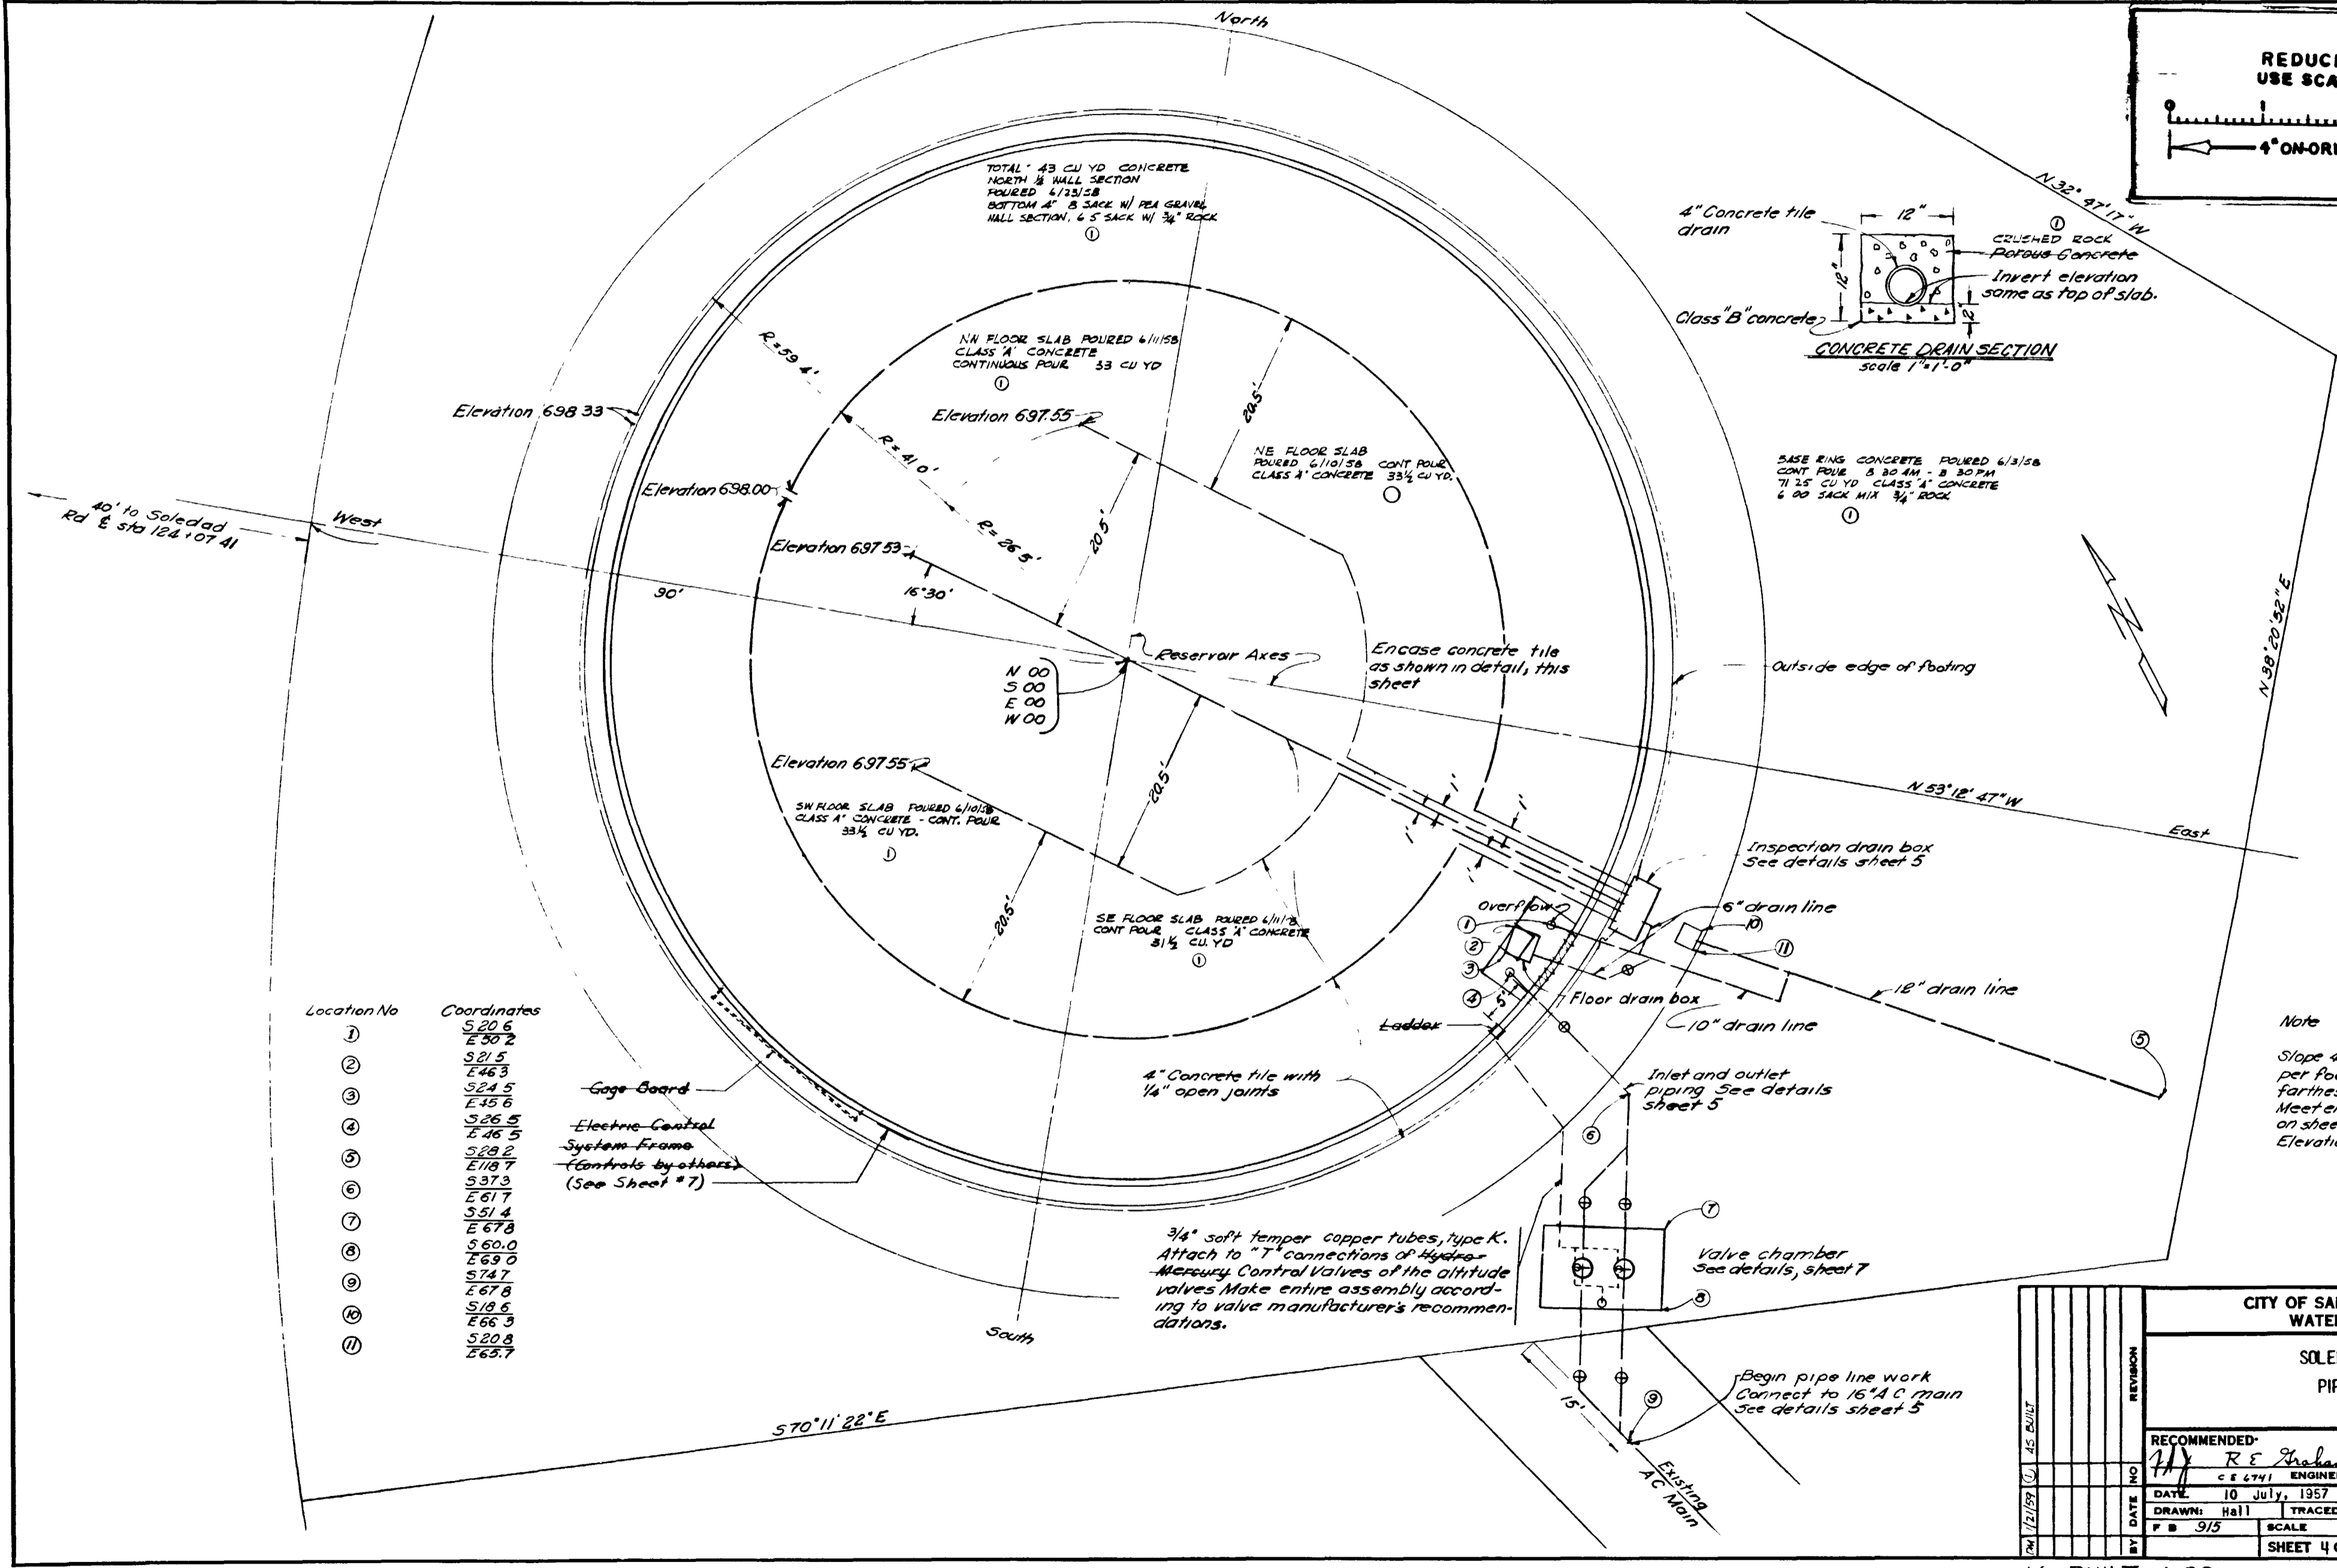 North
REDUC
USE SCA
4" ON-ORI
N 32° 47' 17" W
TOTAL 43 CU YD CONCRETE
NORTH ½ WALL SECTION
POURED 6/23/58
BOTTOM 4" 8 SACK W/ PEA GRAVEL
WALL SECTION, 6 5 SACK W/ ¾" ROCK
①
4" Concrete tile
drain
12"
12"
2"
①
CRUSHED ROCK
Porous Concrete
Invert elevation
same as top of slab.
Class "B" concrete
CONCRETE DRAIN SECTION
scale 1"=1'-0"
R=59 4'
NW FLOOR SLAB POURED 6/11/58
CLASS 'A' CONCRETE
CONTINUOUS POUR 33 CU YD
①
Elevation 698 33
Elevation 697.55
20.5'
R=41 0'
NE FLOOR SLAB
POURED 6/10/58 CONT POUR
CLASS 'A' CONCRETE 33½ CU YD.
BASE RING CONCRETE POURED 6/3/58
CONT POUR 8 30 AM - 8 30 PM
71 25 CU YD CLASS 'A' CONCRETE
6 00 SACK MIX ¾" ROCK
①
Elevation 698.00
40' to Soledad
Rd ℄ sta 124+07 41
West
R=26 5'
20.5'
Elevation 697 53
16°30'
90'
N 38° 20' 52" E
Reservoir Axes
Encase concrete tile
as shown in detail, this
sheet
Outside edge of footing
N 00
S 00
E 00
W 00
Elevation 697 55
20.5'
SW FLOOR SLAB POURED 6/10/58
CLASS A' CONCRETE - CONT. POUR
33½ CU YD.
①
20.5'
1'
1'
1'
1'
N 53° 12' 47" W
East
Inspection drain box
See details sheet 5
SE FLOOR SLAB POURED 6/11/58
CONT POUR CLASS 'A' CONCRETE
31½ CU. YD
①
Overflow
6" drain line
①
②
③
④
⑩
⑪
5'
Floor drain box
10" drain line
12" drain line
⑤
Ladder
4" Concrete tile with
¼" open joints
Inlet and outlet
piping See details
sheet 5
⑥
Location No Coordinates
① S 20 6
E 50 2
② S 21 5
E 46 3
③ S 24 5
E 45 6
④ S 26 5
E 46 5
⑤ S 28 2
E 118 7
⑥ S 37 3
E 61 7
⑦ S 51 4
E 67 8
⑧ S 60.0
E 69 0
⑨ S 74 7
E 67 8
⑩ S 18 6
E 66 3
⑪ S 20 8
E 65.7
Gage Board
Electric Control
System Frame
(Controls by others)
(See Sheet #7)
Note
Slope 4
per foo
farthes
Meet e
on shee
Elevati
¾" soft temper copper tubes, type K.
Attach to "T" connections of Hydro-
Mercury Control Valves of the altitude
valves Make entire assembly accord-
ing to valve manufacturer's recommen-
dations.
⑦
Valve chamber
See details, sheet 7
⑧
South
S 70° 11' 22" E
15'
⑨
Begin pipe line work
Connect to 16" A C main
See details sheet 5
Existing
AC Main
CITY OF SA
WATE
SOLE
PIP
RECOMMENDED:
R E Graha
C E 6741 ENGINE
DATE 10 July, 1957
DRAWN: Hall TRACED
F B 915 SCALE
SHEET 4 O
BY DATE NO REVISION
1/21/59 ① AS BUILT